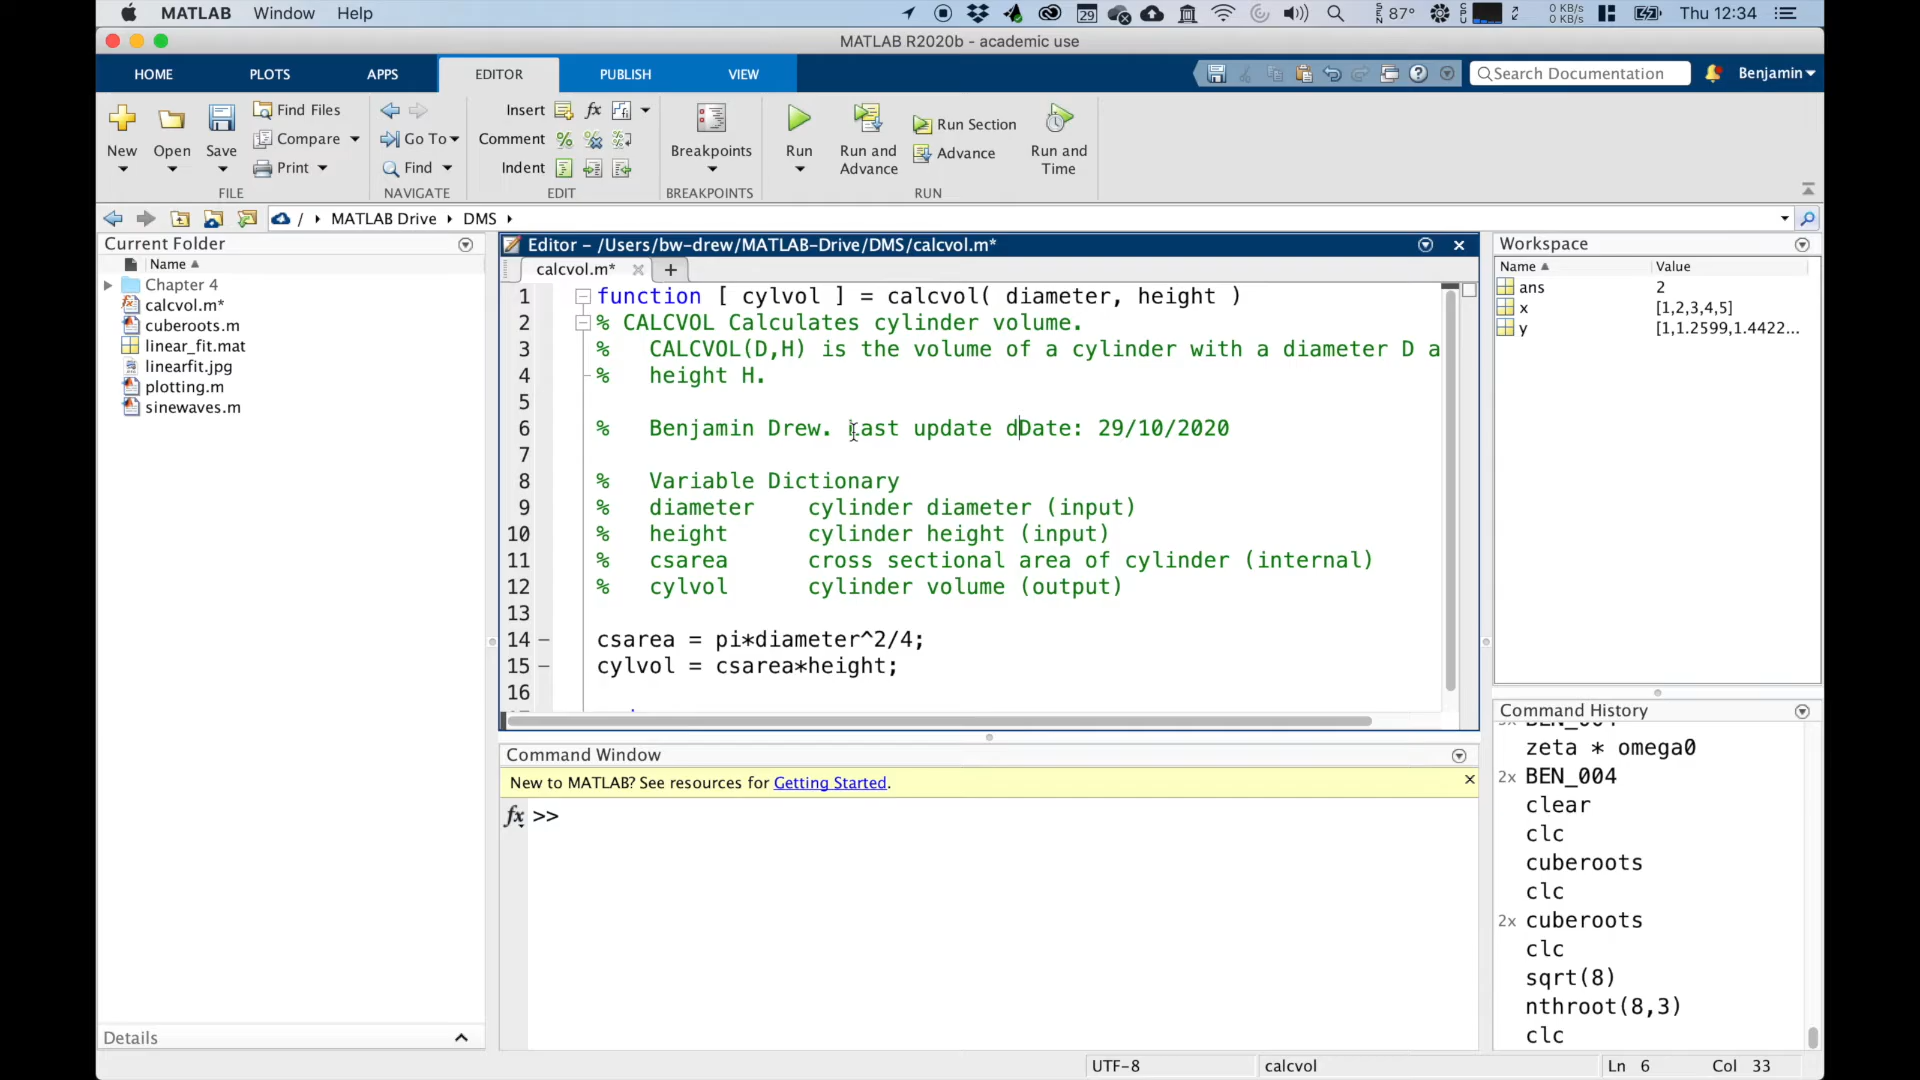 MATLAB Window Help
29 87° 0 KB/s 0 KB/s Thu 12:34
MATLAB R2020b - academic use
HOME PLOTS APPS EDITOR PUBLISH VIEW
Search Documentation Benjamin
New Open Save Find Files Compare Print
FILE
Go To Find
NAVIGATE
Insert fx
Comment
Indent
EDIT
Breakpoints
BREAKPOINTS
Run Run and Advance Run Section Advance Run and Time
RUN
/ MATLAB Drive DMS
Current Folder
Name
Chapter 4
calcvol.m*
cuberoots.m
linear_fit.mat
linearfit.jpg
plotting.m
sinewaves.m
Details
Editor – /Users/bw-drew/MATLAB-Drive/DMS/calcvol.m*
calcvol.m*
1 function [ cylvol ] = calcvol( diameter, height )
2 % CALCVOL Calculates cylinder volume.
3 % CALCVOL(D,H) is the volume of a cylinder with a diameter D a
4 % height H.
5
6 % Benjamin Drew. Last update dDate: 29/10/2020
7
8 % Variable Dictionary
9 % diameter cylinder diameter (input)
10 % height cylinder height (input)
11 % csarea cross sectional area of cylinder (internal)
12 % cylvol cylinder volume (output)
13
14 csarea = pi*diameter^2/4;
15 cylvol = csarea*height;
16
Command Window
New to MATLAB? See resources for Getting Started.
fx >>
Workspace
Name Value
ans 2
x [1,2,3,4,5]
y [1,1.2599,1.4422...
Command History
zeta * omega0
2x BEN_004
clear
clc
cuberoots
clc
2x cuberoots
clc
sqrt(8)
nthroot(8,3)
clc
UTF-8 calcvol Ln 6 Col 33